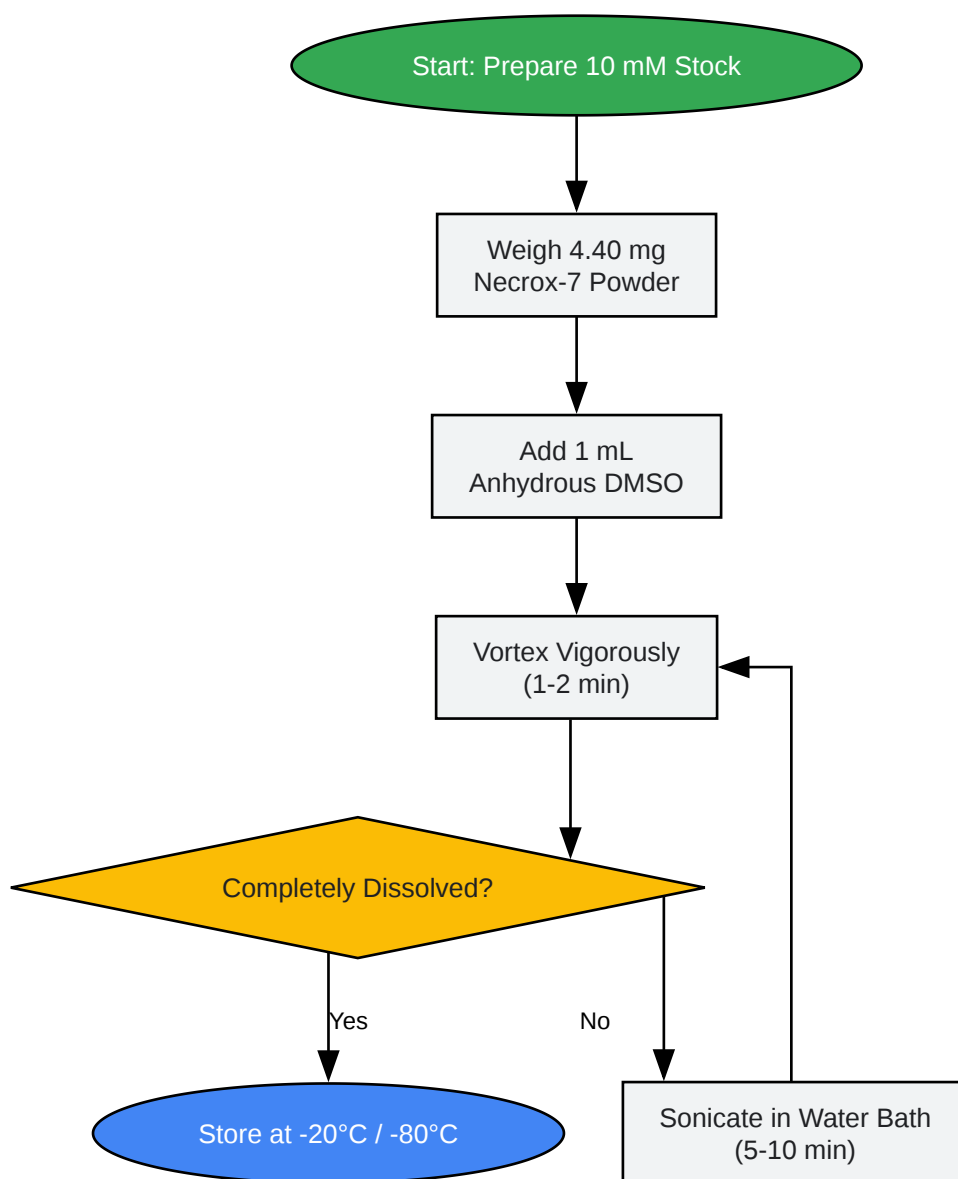 Start: Prepare 10 mM Stock
Weigh 4.40 mg
Necrox-7 Powder
Add 1 mL
Anhydrous DMSO
Vortex Vigorously
(1-2 min)
Completely Dissolved?
Yes
No
Store at -20°C / -80°C
Sonicate in Water Bath
(5-10 min)